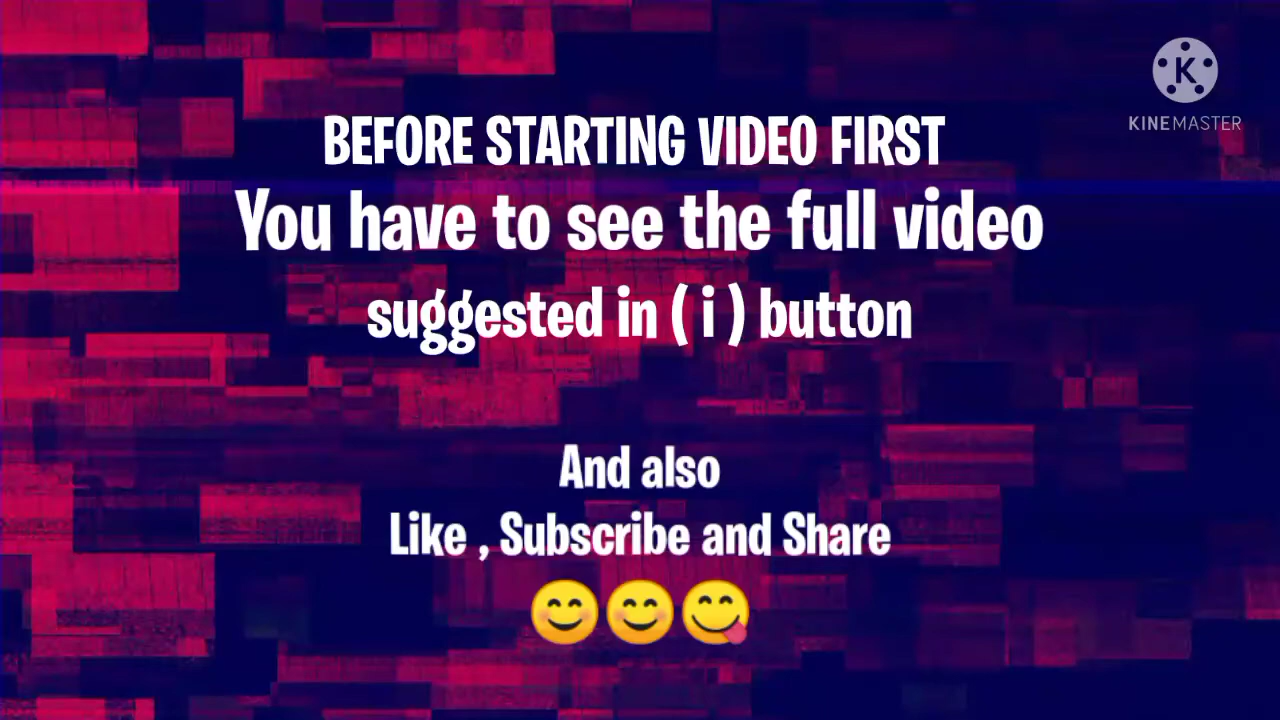 K
KINEMASTER
BEFORE STARTING VIDEO FIRST
You have to see the full video
suggested in ( i ) button
And also
Like , Subscribe and Share
😊😊😋